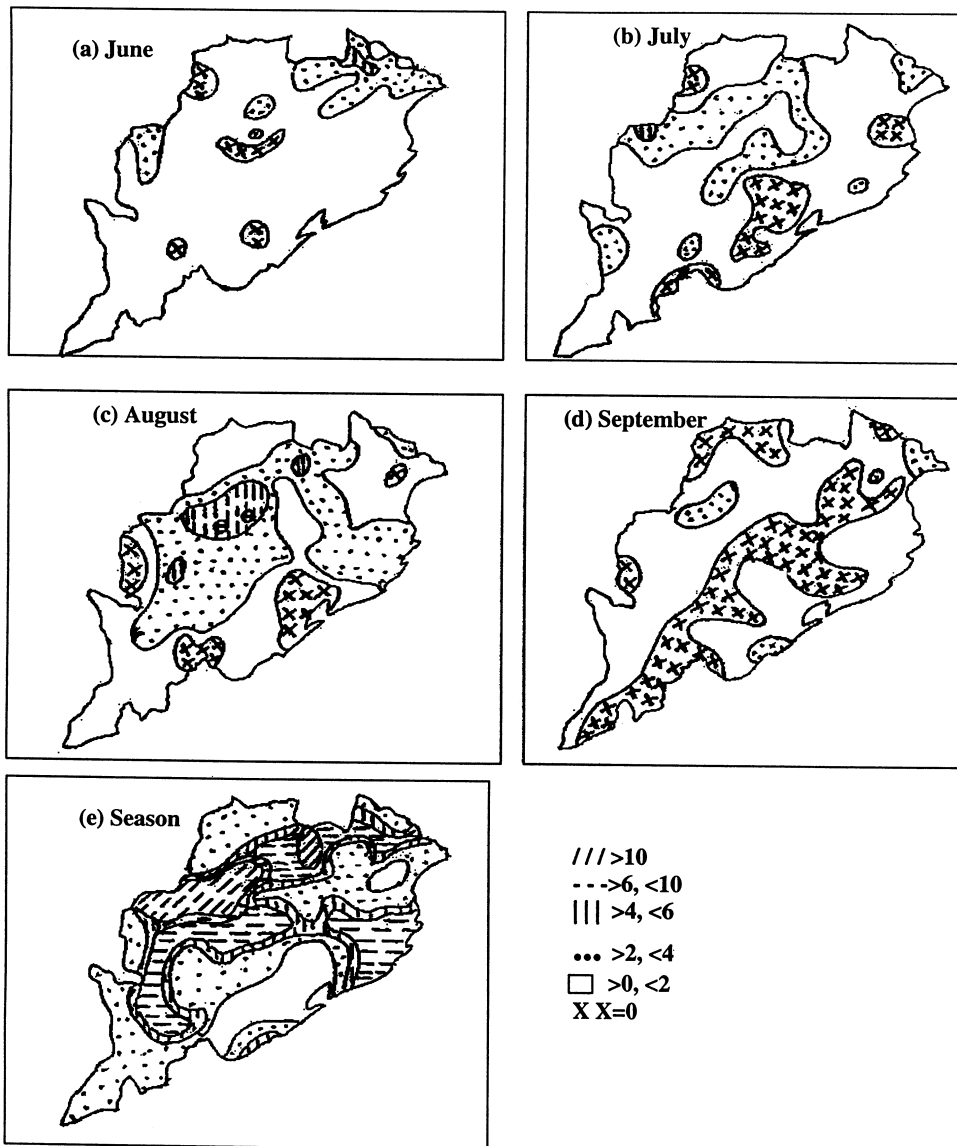 (a) June
(b) July
(c) August
(d) September
(e) Season
/ / / >10
- - - ->6, <10
||| >4, <6
••• >2, <4
>0, <2
X X=0